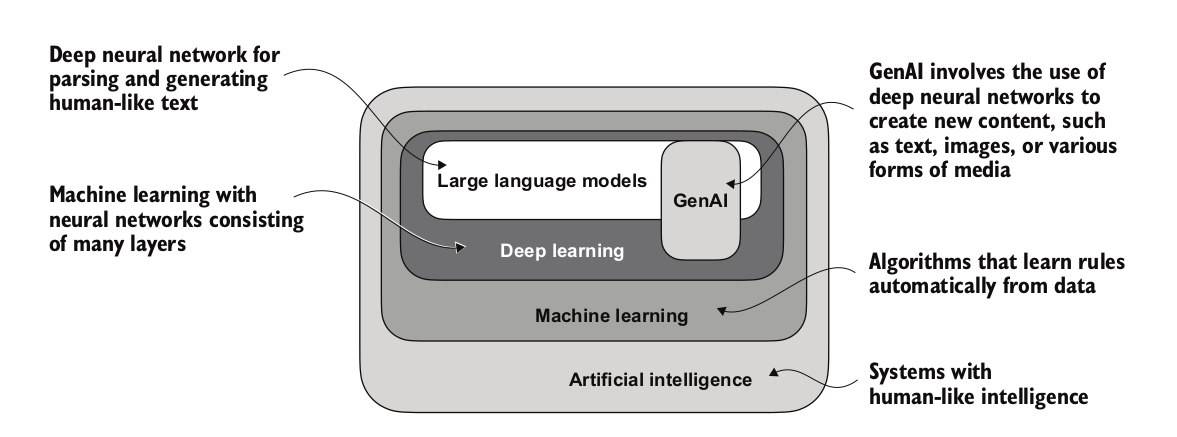 Deep neural network for
parsing and generating
human-like text
Machine learning with
neural networks consisting
of many layers
Large language models
GenAI
Deep learning
Machine learning
Artificial intelligence
GenAI involves the use of
deep neural networks to
create new content, such
as text, images, or various
forms of media
Algorithms that learn rules
automatically from data
Systems with
human-like intelligence